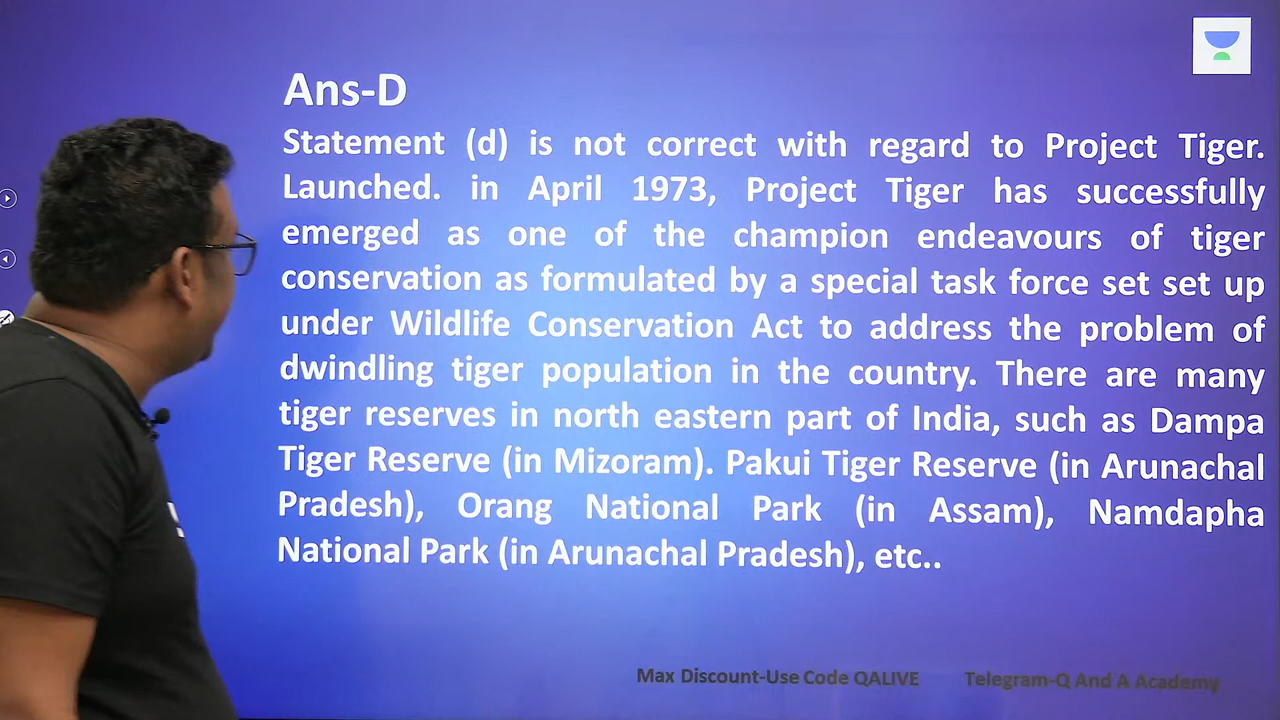 Ans-D
Statement (d) is not correct with regard to Project Tiger.
Launched. in April 1973, Project Tiger has successfully
emerged as one of the champion endeavours of tiger
conservation as formulated by a special task force set set up
under Wildlife Conservation Act to address the problem of
dwindling tiger population in the country. There are many
tiger reserves in north eastern part of India, such as Dampa
Tiger Reserve (in Mizoram). Pakui Tiger Reserve (in Arunachal
Pradesh), Orang National Park (in Assam), Namdapha
National Park (in Arunachal Pradesh), etc..
Max Discount-Use Code QALIVE Telegram-Q And A Academy